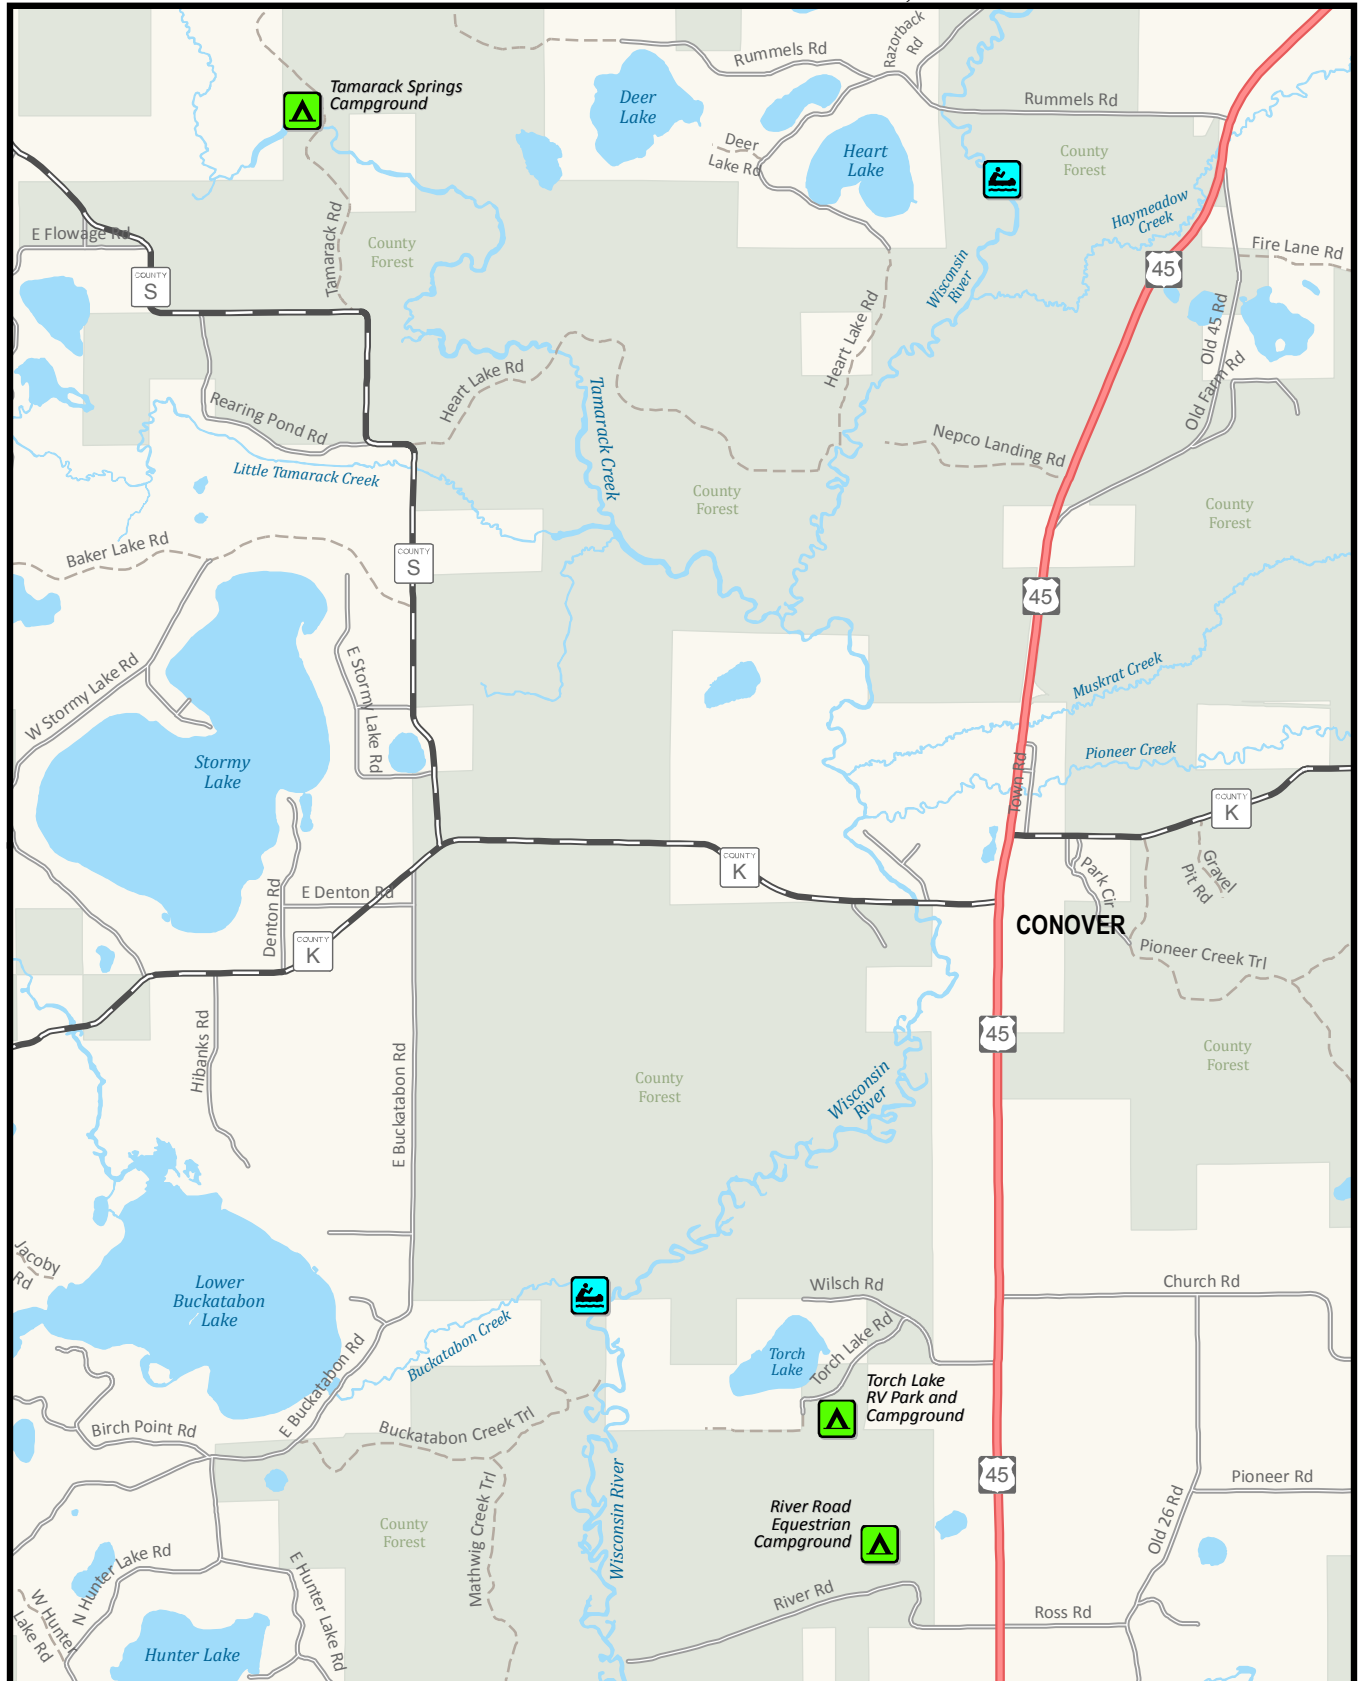 Razorback
Rd
Rummels Rd
Tamarack Springs
Campground
Deer
Lake
Rummels Rd
Deer
Lake Rd
Heart
Lake
County
Forest
Haymeadow
Creek
E Flowage Rd
Tamarack Rd
County
Forest
Wisconsin
River
45
Fire Lane Rd
COUNTY
S
Heart Lake Rd
Old 45 Rd
Heart Lake Rd
Tamarack Creek
Old Farm Rd
Rearing Pond Rd
Little Tamarack Creek
Nepco Landing Rd
County
Forest
County
Forest
Baker Lake Rd
COUNTY
S
45
W Stormy Lake Rd
E Stormy Lake Rd
Muskrat Creek
Stormy
Lake
Pioneer Creek
Town Rd
COUNTY
K
COUNTY
K
Park Cir
Gravel
Pit Rd
Denton Rd
E Denton Rd
CONOVER
COUNTY
K
Pioneer Creek Trl
Hibanks Rd
45
E Buckatabon Rd
County
Forest
Wisconsin
River
County
Forest
Jacoby
Rd
Lower
Buckatabon
Lake
Wilsch Rd
Church Rd
Buckatabon Creek
Torch
Lake
Torch Lake Rd
Torch Lake
RV Park and
Campground
E Buckatabon Rd
Birch Point Rd
Buckatabon Creek Trl
45
Pioneer Rd
Mathwig Creek Trl
Wisconsin River
County
Forest
River Road
Equestrian
Campground
Old 26 Rd
N Hunter Lake Rd
E Hunter Lake Rd
W Hunter
Lake Rd
River Rd
Ross Rd
Hunter Lake